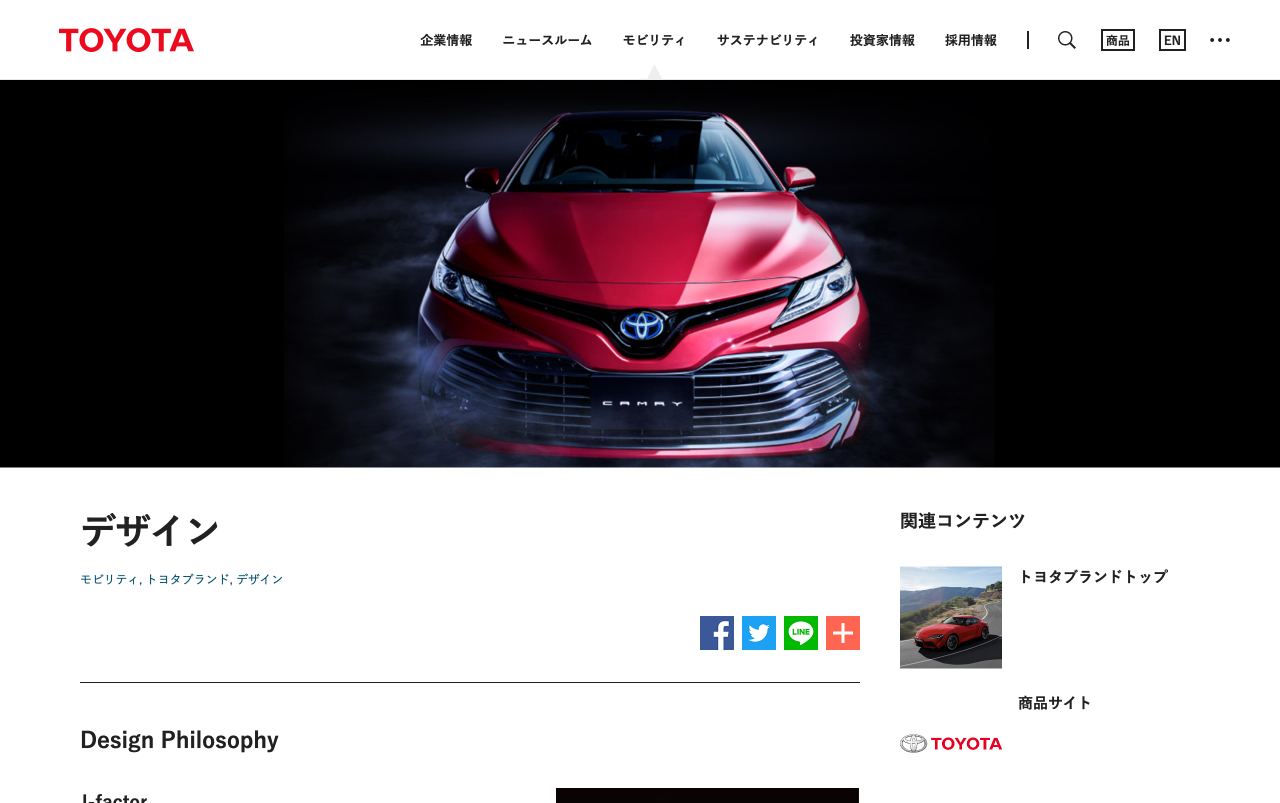 TOYOTA
企業情報 ニュースルーム モビリティ サステナビリティ 投資家情報 採用情報 商品 EN
CAMRY
デザイン
モビリティ, トヨタブランド, デザイン
LINE
Design Philosophy
J-factor
関連コンテンツ
トヨタブランドトップ
商品サイト
TOYOTA